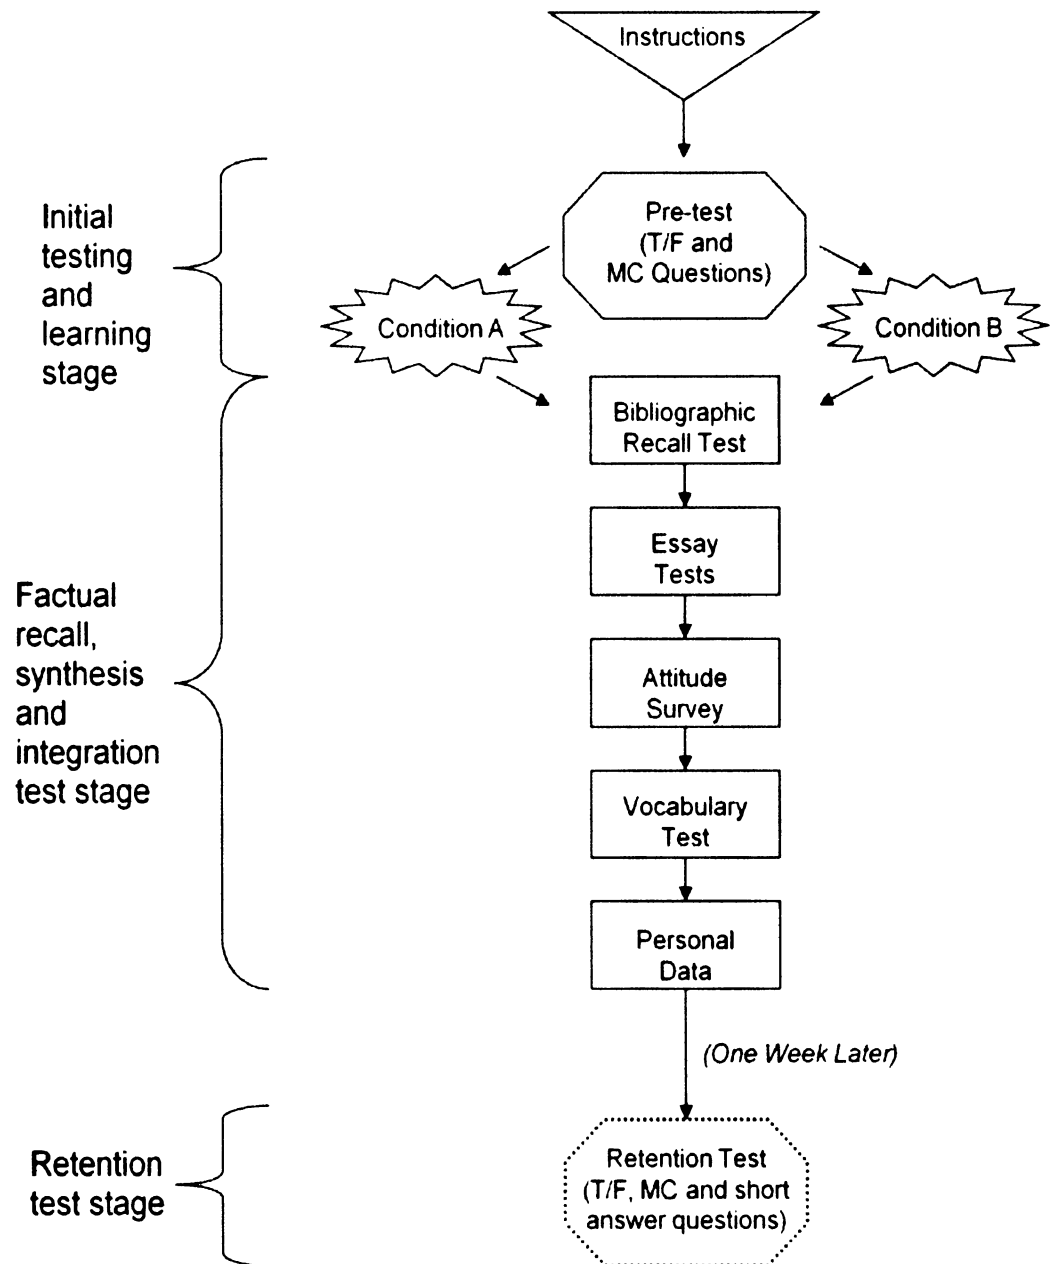 Instructions
Initial
testing
and
learning
stage
Pre-test
(T/F and
MC Questions)
Condition A
Condition B
Factual
recall,
synthesis
and
integration
test stage
Bibliographic
Recall Test
Essay
Tests
Attitude
Survey
Vocabulary
Test
Personal
Data
(One Week Later)
Retention
test stage
Retention Test
(T/F, MC and short
answer questions)